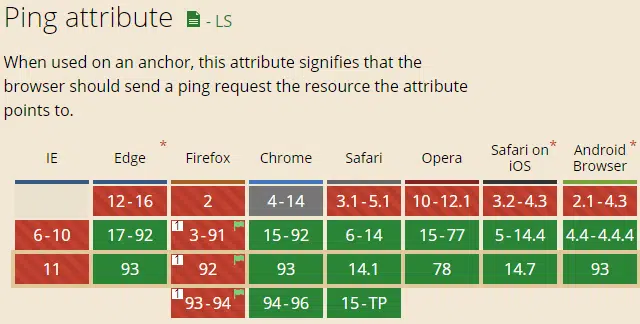 Ping attribute - LS
When used on an anchor, this attribute signifies that the
browser should send a ping request the resource the attribute
points to.
IE Edge * Firefox Chrome Safari Opera Safari on iOS * Android Browser *
12-16 2 4-14 3.1-5.1 10-12.1 3.2-4.3 2.1-4.3
6-10 17-92 1 3-91 15-92 6-14 15-77 5-14.4 4.4-4.4.4
11 93 1 92 93 14.1 78 14.7 93
1 93-94 94-96 15-TP